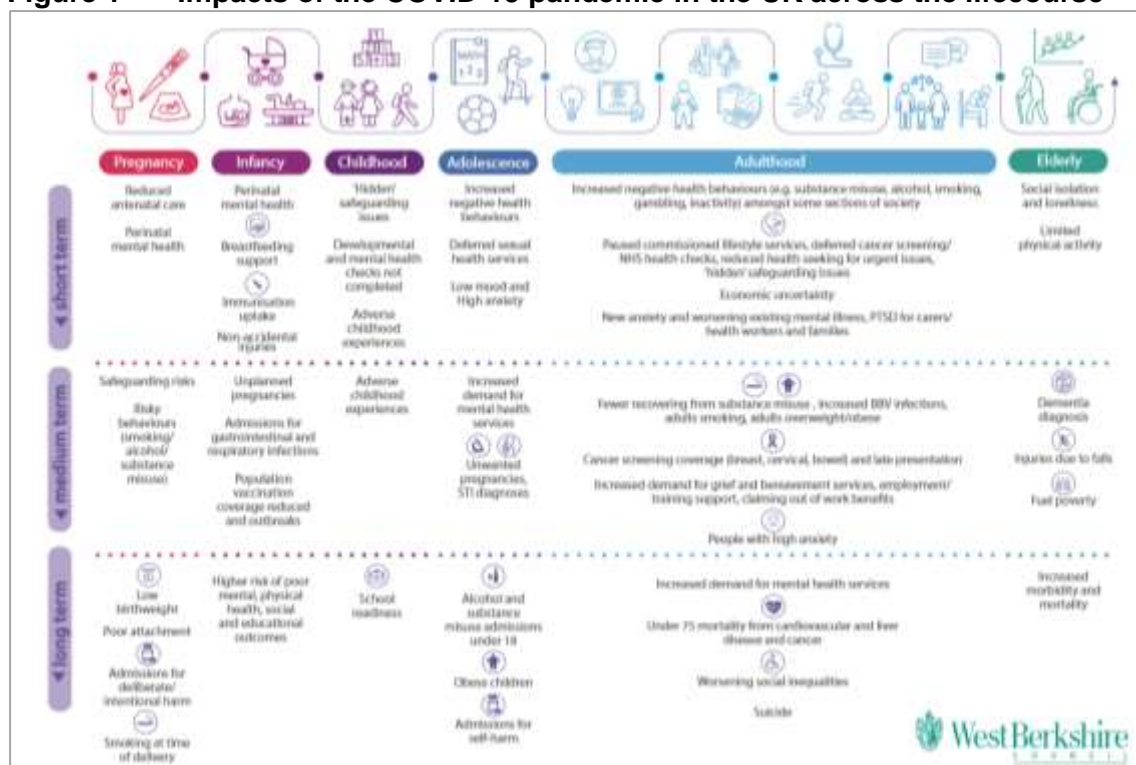 Impacts of the COVID-19 pandemic in the UK across the lifecourse
Pregnancy
Infancy
Childhood
Adolescence
Adulthood
Elderly
short term
Reduced
antenatal care
Perinatal
mental health
Perinatal
mental health
Breastfeeding
support
Immunisation
uptake
Non-accidental
injuries
'Hidden'
safeguarding
issues
Developmental
and mental health
checks not
completed
Adverse
childhood
experiences
Increased
negative health
behaviours
Deferred sexual
health services
Low mood and
High anxiety
Increased negative health behaviours (e.g. substance misuse, alcohol, smoking,
gambling, inactivity) amongst some sections of society
Paused commissioned lifestyle services, deferred cancer screening/
NHS health checks, reduced health seeking for urgent issues,
'hidden' safeguarding issues
Economic uncertainty
New anxiety and worsening existing mental illness, PTSD for carers/
health workers and families
Social isolation
and loneliness
Limited
physical activity
medium term
Safeguarding risks
Risky
behaviours
(smoking/
alcohol/
substance
misuse)
Unplanned
pregnancies
Admissions for
gastrointestinal and
respiratory infections
Population
vaccination
coverage reduced
and outbreaks
Adverse
childhood
experiences
Increased
demand for
mental health
services
Unwanted
pregnancies,
STI diagnoses
Fewer recovering from substance misuse , increased BBV infections,
adults smoking, adults overweight/obese
Cancer screening coverage (breast, cervical, bowel) and late presentation
Increased demand for grief and bereavement services, employment/
training support, claiming out of work benefits
People with high anxiety
Dementia
diagnosis
Injuries due to falls
Fuel poverty
long term
Low
birthweight
Poor attachment
Admissions for
deliberate/
intentional harm
Smoking at time
of delivery
Higher risk of poor
mental, physical
health, social
and educational
outcomes
School
readiness
Alcohol and
substance
misuse admissions
under 18
Obese children
Admissions for
self-harm
Increased demand for mental health services
Under 75 mortality from cardiovascular and liver
disease and cancer
Worsening social inequalities
Suicide
Increased
morbidity and
mortality
West Berkshire
COUNCIL